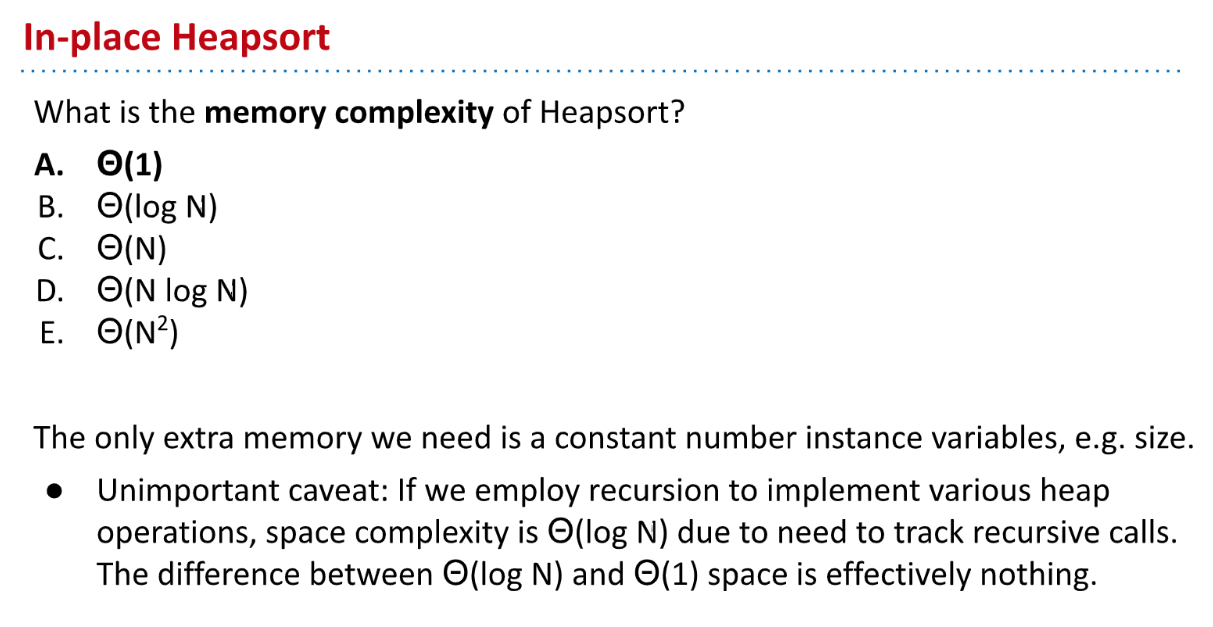 In-place Heapsort
What is the memory complexity of Heapsort?
A. Θ(1)
B. Θ(log N)
C. Θ(N)
D. Θ(N log N)
E. Θ(N²)
The only extra memory we need is a constant number instance variables, e.g. size.
● Unimportant caveat: If we employ recursion to implement various heap
operations, space complexity is Θ(log N) due to need to track recursive calls.
The difference between Θ(log N) and Θ(1) space is effectively nothing.